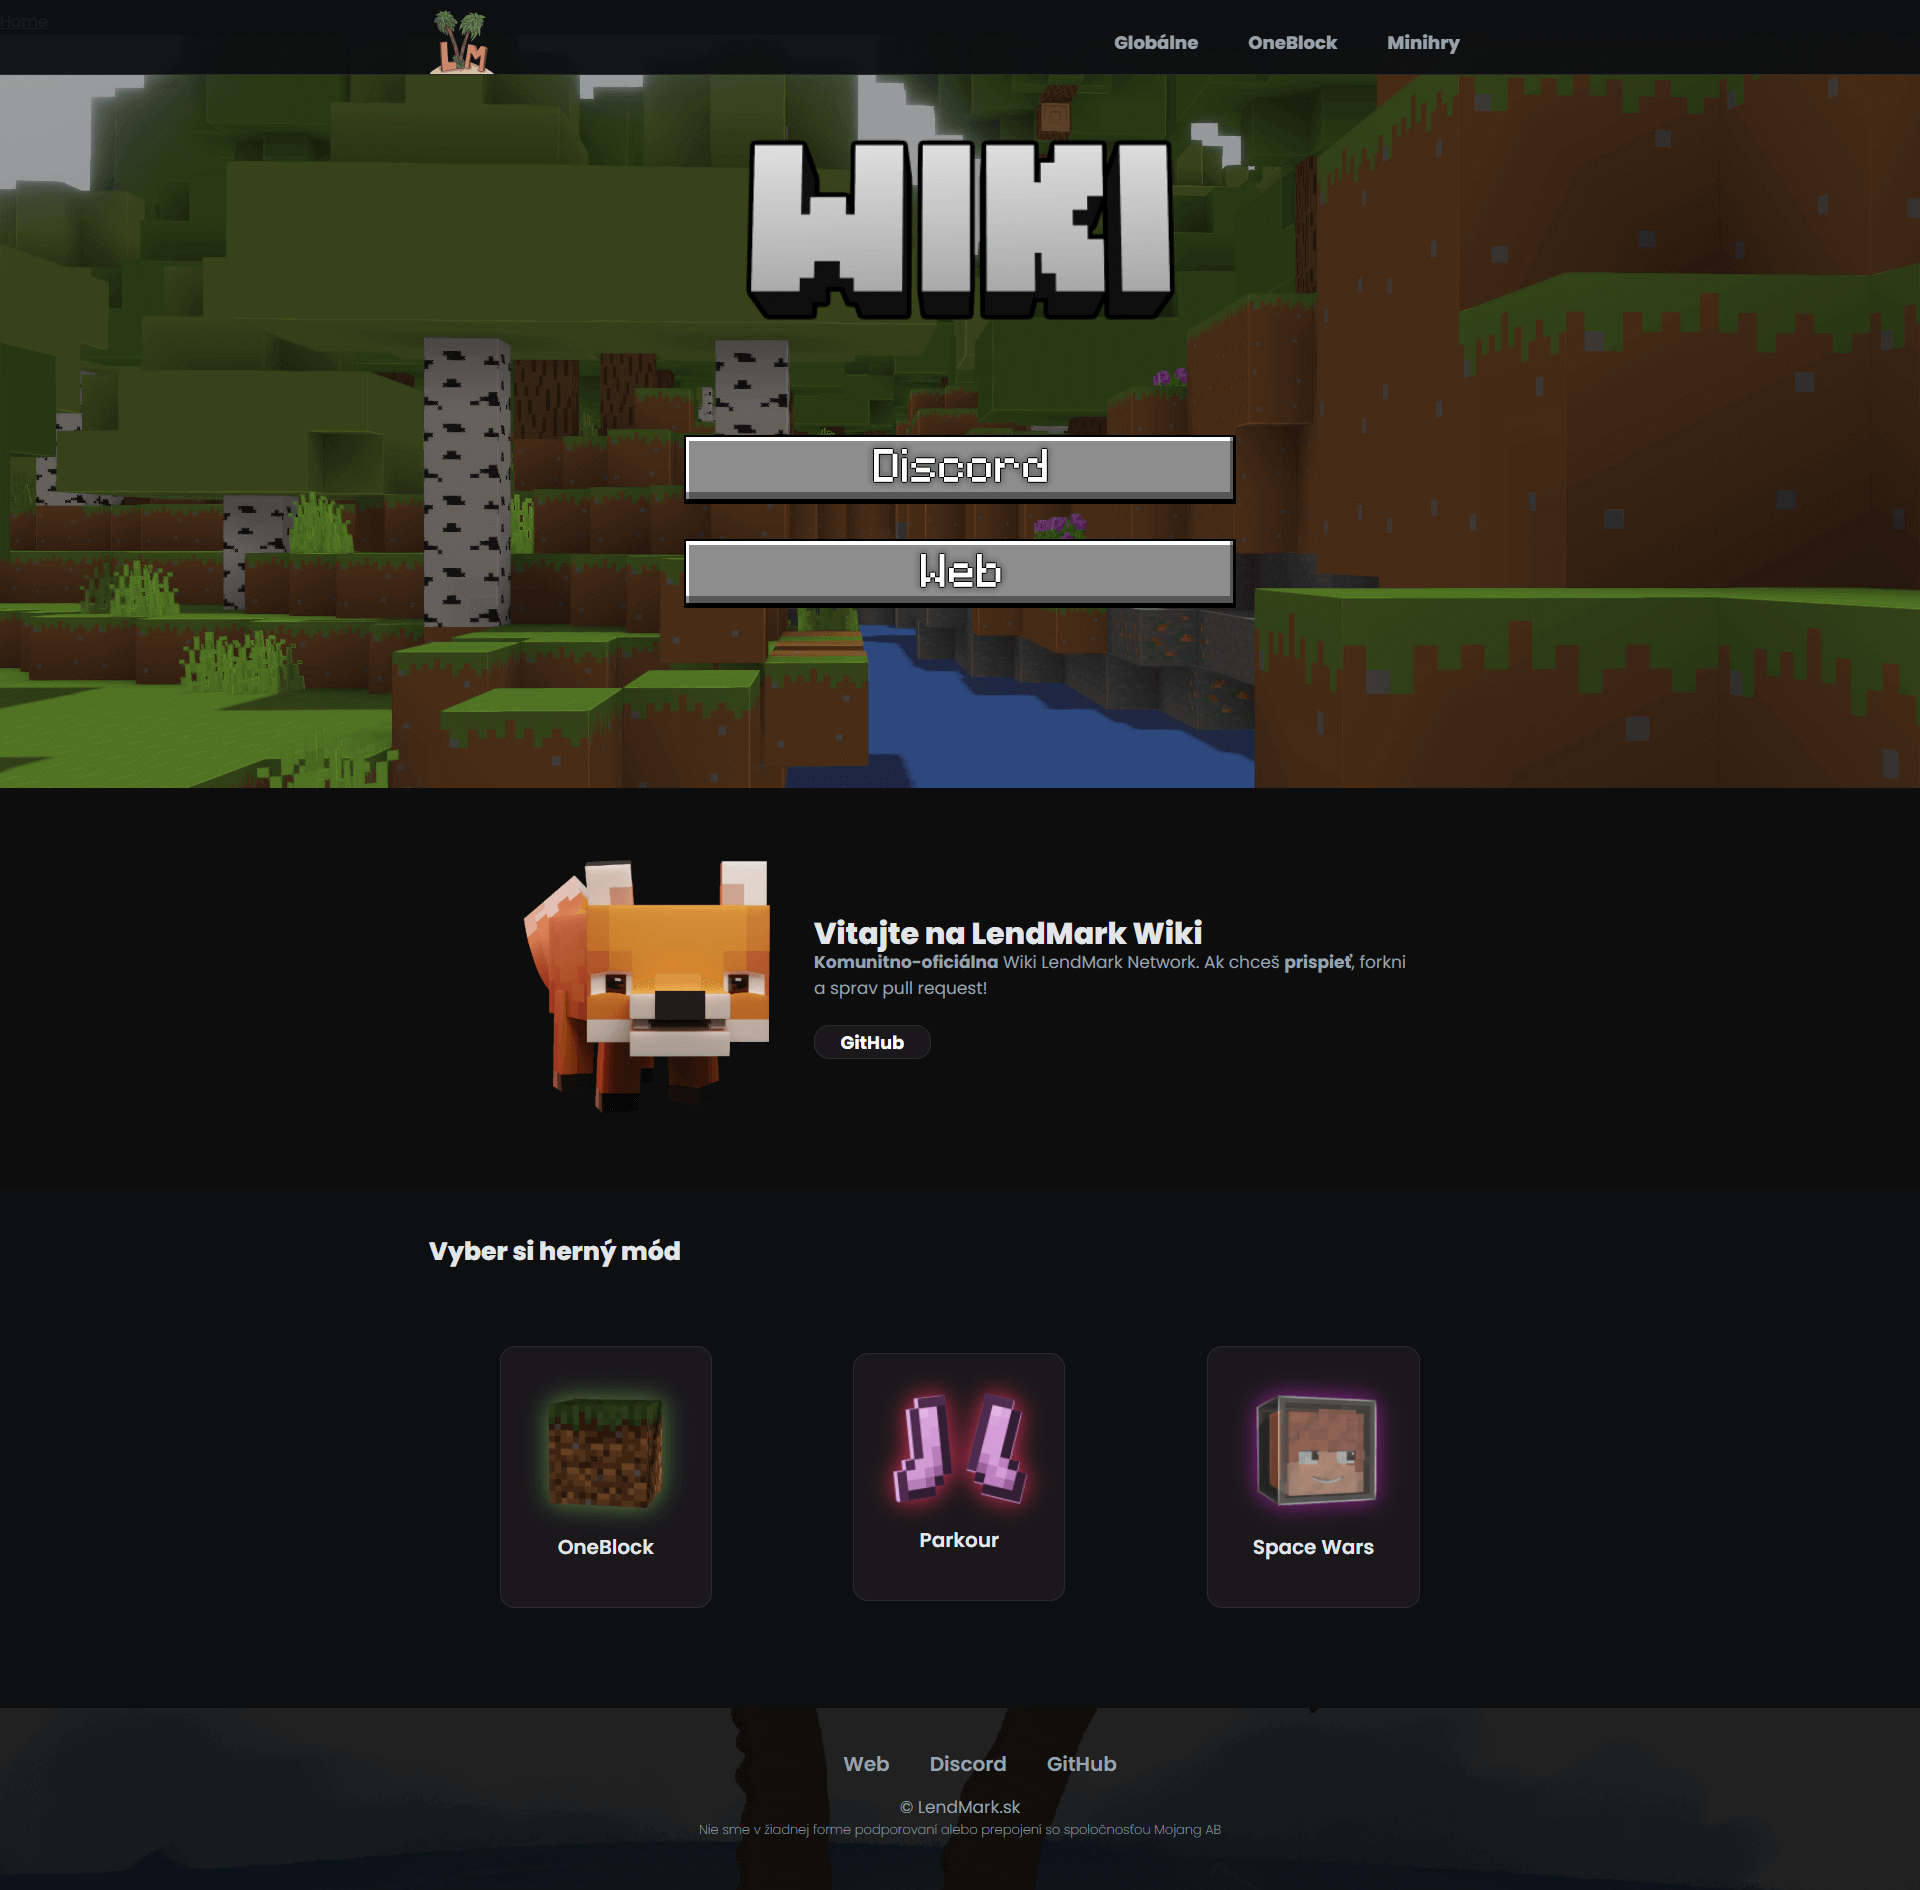 Home
LM
Globálne OneBlock Minihry
WIKI
Discord
Web
Vitajte na LendMark Wiki
Komunitno-oficiálna Wiki LendMark Network. Ak chceš prispieť, forkni
a sprav pull request!
GitHub
Vyber si herný mód
OneBlock
Parkour
Space Wars
Web Discord GitHub
© LendMark.sk
Nie sme v žiadnej forme podporovaní alebo prepojení so spoločnosťou Mojang AB